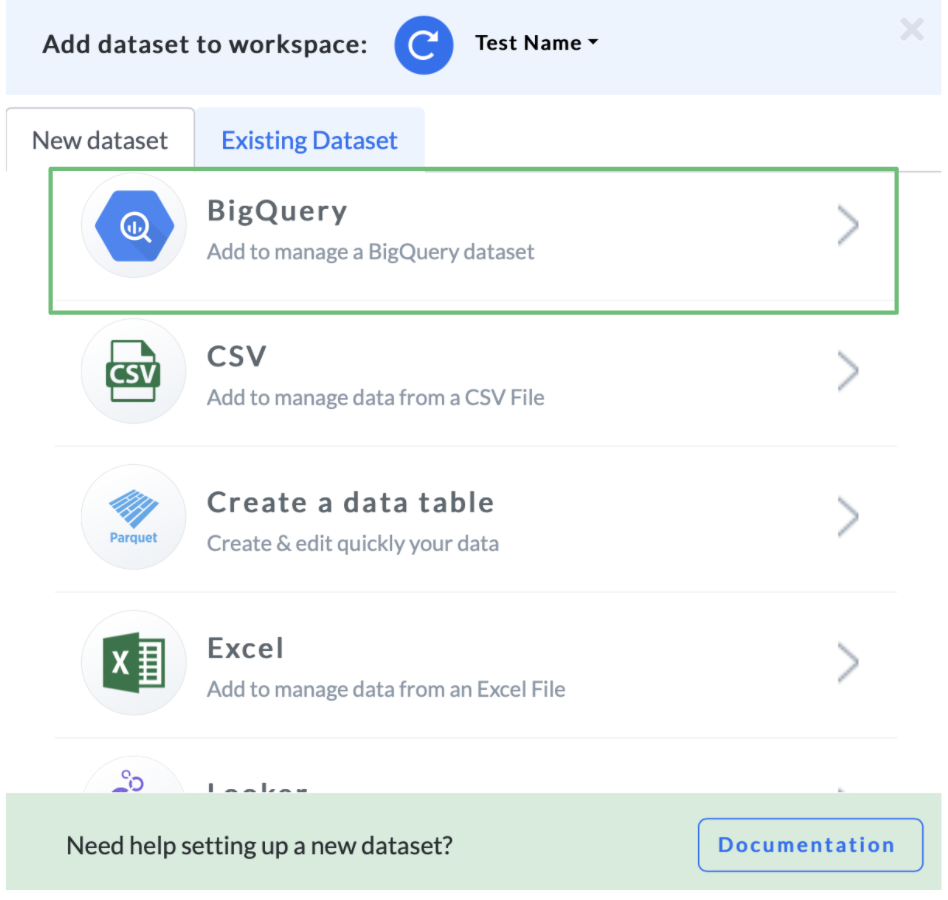 Add dataset to workspace: Test Name
New dataset Existing Dataset
BigQuery
Add to manage a BigQuery dataset
CSV
CSV
Add to manage data from a CSV File
Create a data table
Parquet
Create & edit quickly your data
X
Excel
Add to manage data from an Excel File
Looker
Need help setting up a new dataset?
Documentation